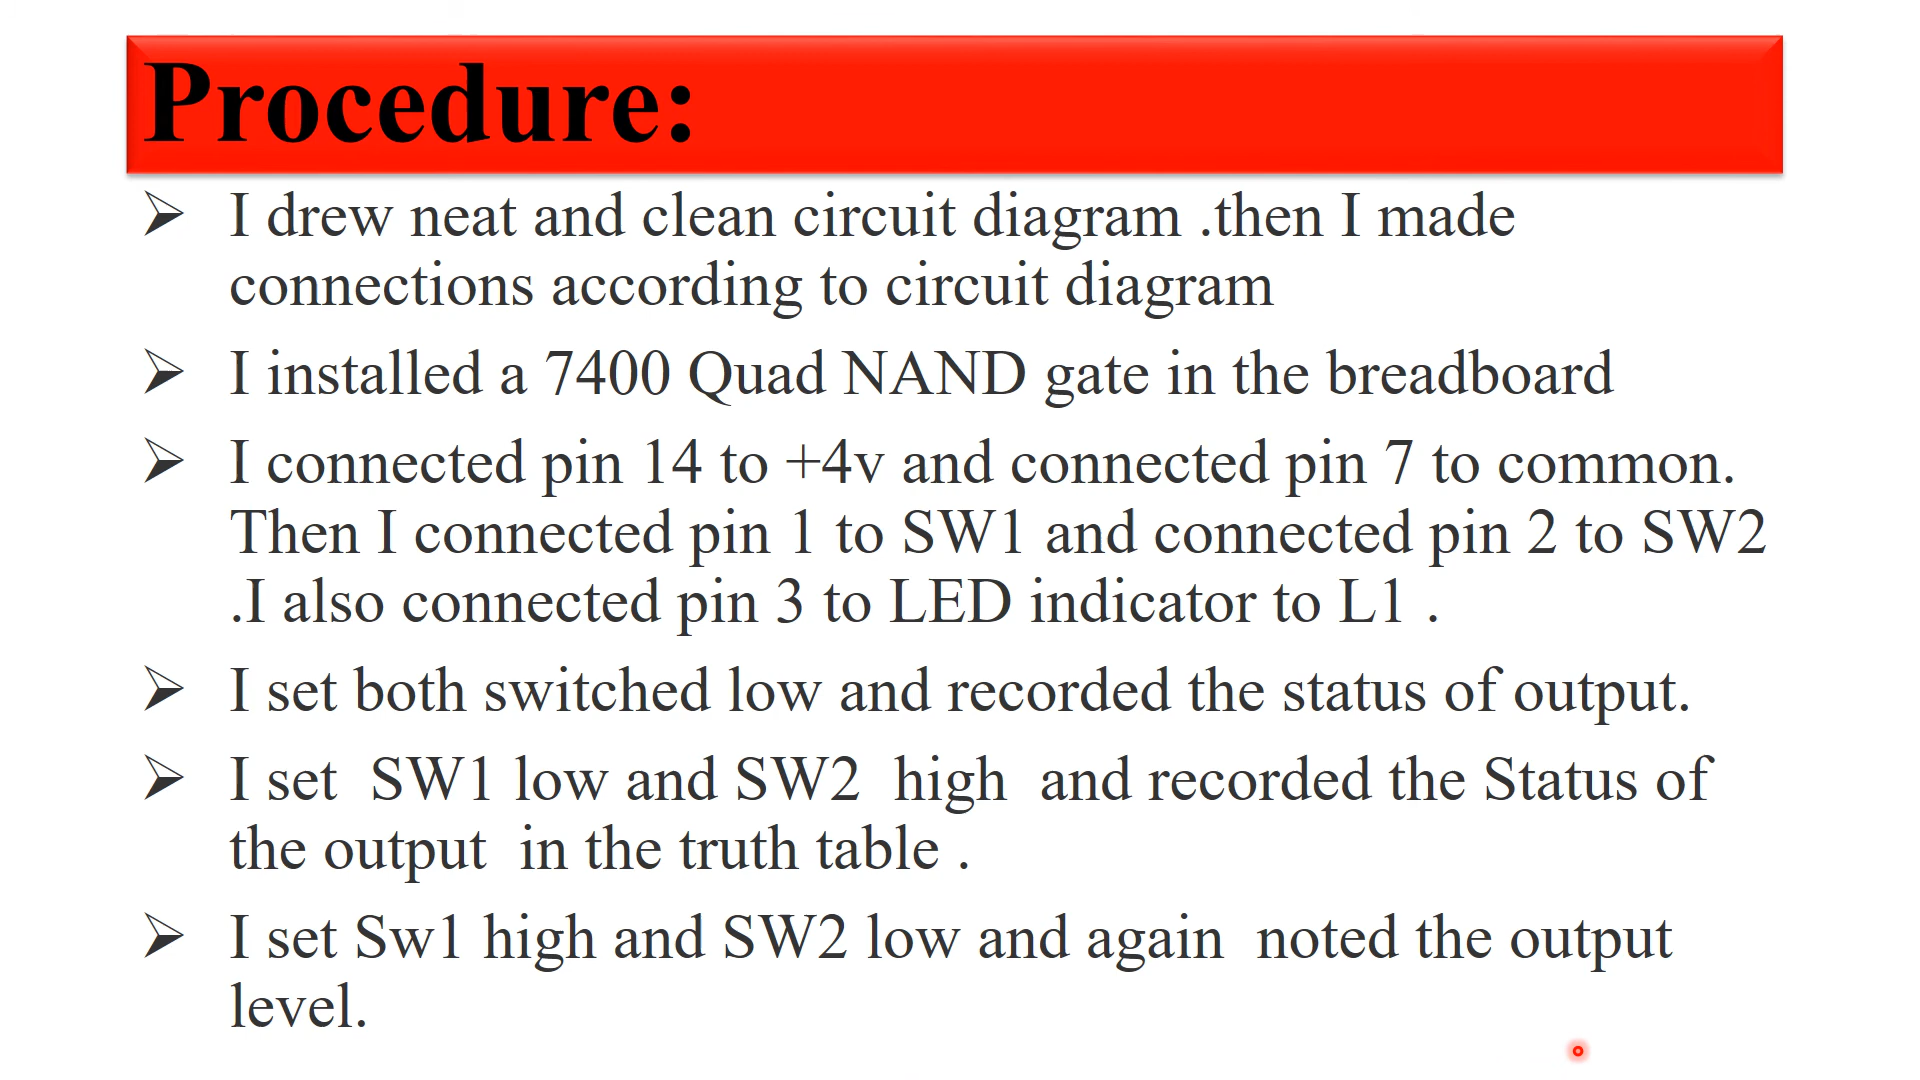 Procedure:
I drew neat and clean circuit diagram .then I made
connections according to circuit diagram
I installed a 7400 Quad NAND gate in the breadboard
I connected pin 14 to +4v and connected pin 7 to common.
Then I connected pin 1 to SW1 and connected pin 2 to SW2
.I also connected pin 3 to LED indicator to L1 .
I set both switched low and recorded the status of output.
I set  SW1 low and SW2  high  and recorded the Status of
the output  in the truth table .
I set Sw1 high and SW2 low and again  noted the output
level.